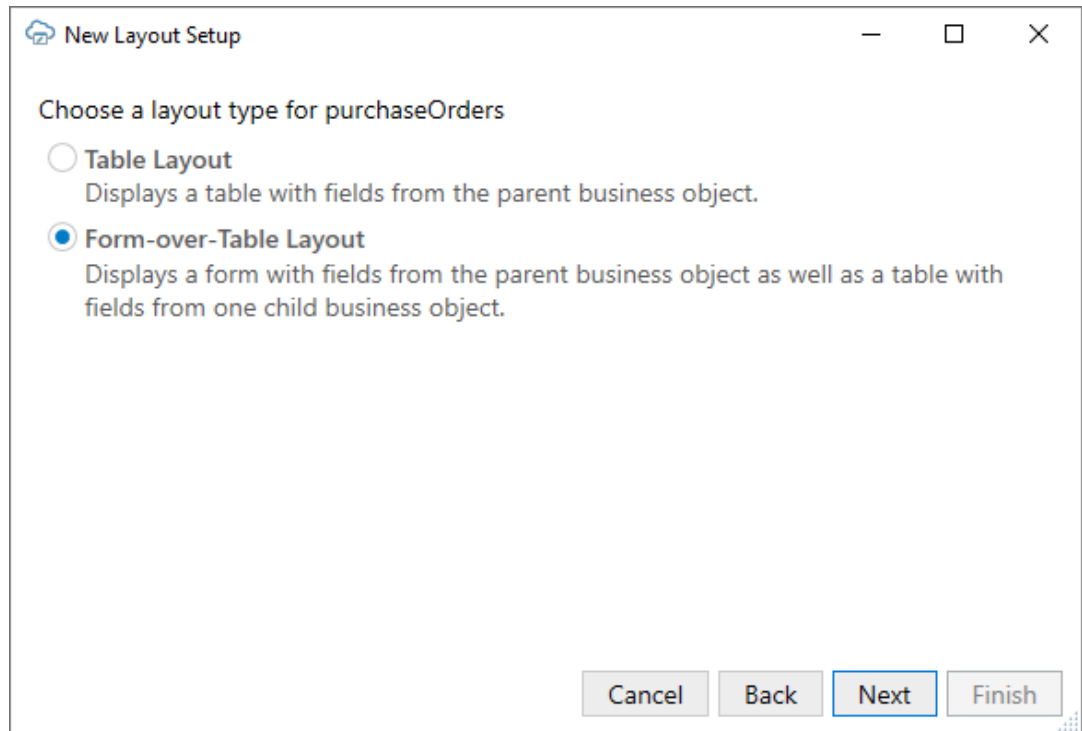 New Layout Setup
Choose a layout type for purchaseOrders
Table Layout
Displays a table with fields from the parent business object.
Form-over-Table Layout
Displays a form with fields from the parent business object as well as a table with
fields from one child business object.
Cancel Back Next Finish